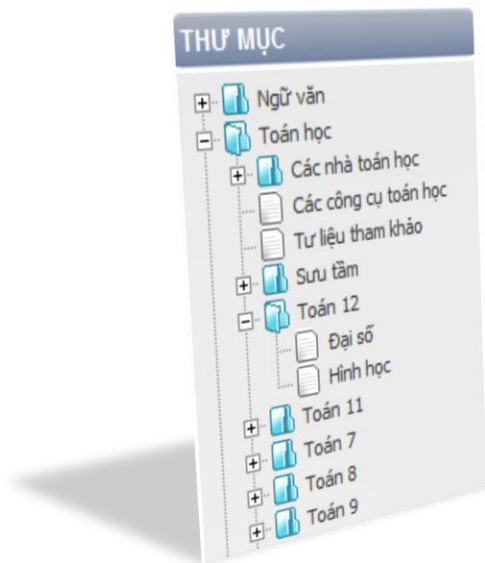 THƯ MỤC
Ngữ văn
Toán học
Các nhà toán học
Các công cụ toán học
Tư liệu tham khảo
Sưu tầm
Toán 12
Đại số
Hình học
Toán 11
Toán 7
Toán 8
Toán 9